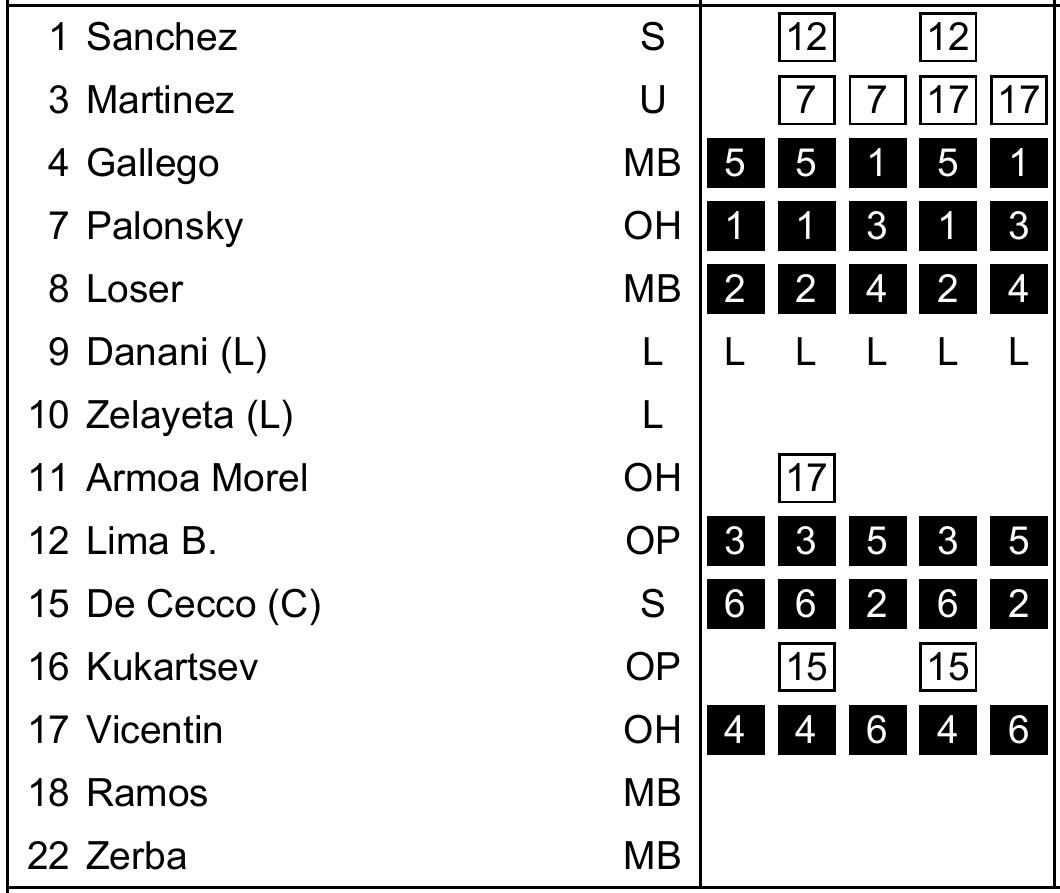 1 Sanchez S 12 12
3 Martinez U 7 7 17 17
4 Gallego MB 5 5 1 5 1
7 Palonsky OH 1 1 3 1 3
8 Loser MB 2 2 4 2 4
9 Danani (L) L L L L L L
10 Zelayeta (L) L
11 Armoa Morel OH 17
12 Lima B. OP 3 3 5 3 5
15 De Cecco (C) S 6 6 2 6 2
16 Kukartsev OP 15 15
17 Vicentin OH 4 4 6 4 6
18 Ramos MB
22 Zerba MB